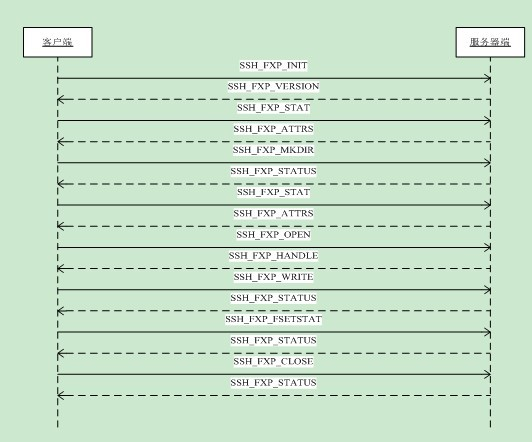 客户端
服务器端
SSH_FXP_INIT
SSH_FXP_VERSION
SSH_FXP_STAT
SSH_FXP_ATTRS
SSH_FXP_MKDIR
SSH_FXP_STATUS
SSH_FXP_STAT
SSH_FXP_ATTRS
SSH_FXP_OPEN
SSH_FXP_HANDLE
SSH_FXP_WRITE
SSH_FXP_STATUS
SSH_FXP_FSETSTAT
SSH_FXP_STATUS
SSH_FXP_CLOSE
SSH_FXP_STATUS